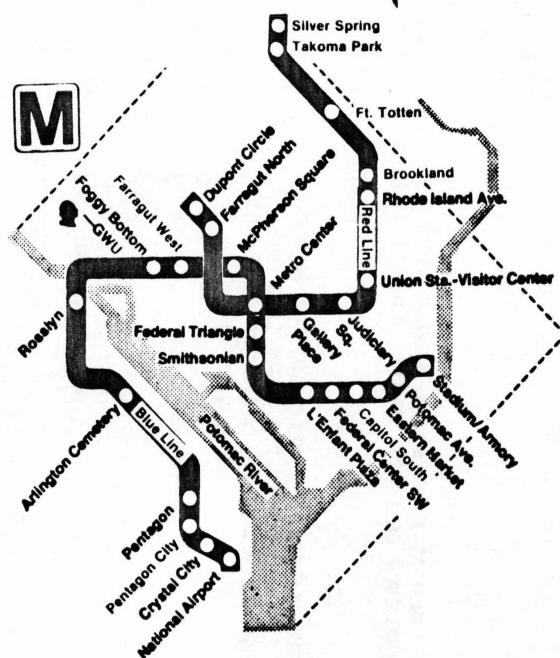 Silver Spring
Takoma Park
Ft. Totten
M
Brookland
Rhode Island Ave.
Red Line
Union Sta.-Visitor Center
Dupont Circle
Farragut North
McPherson Square
Metro Center
Farragut West
Foggy Bottom
—GWU
Rosslyn
Federal Triangle
Smithsonian
Gallery
Place
Judiciary
Sq.
Stadium/Armory
Potomac Ave.
Eastern Market
Capitol South
Federal Center SW
L'Enfant Plaza
Potomac River
Arlington Cemetery
Blue Line
Pentagon
Pentagon City
Crystal City
National Airport